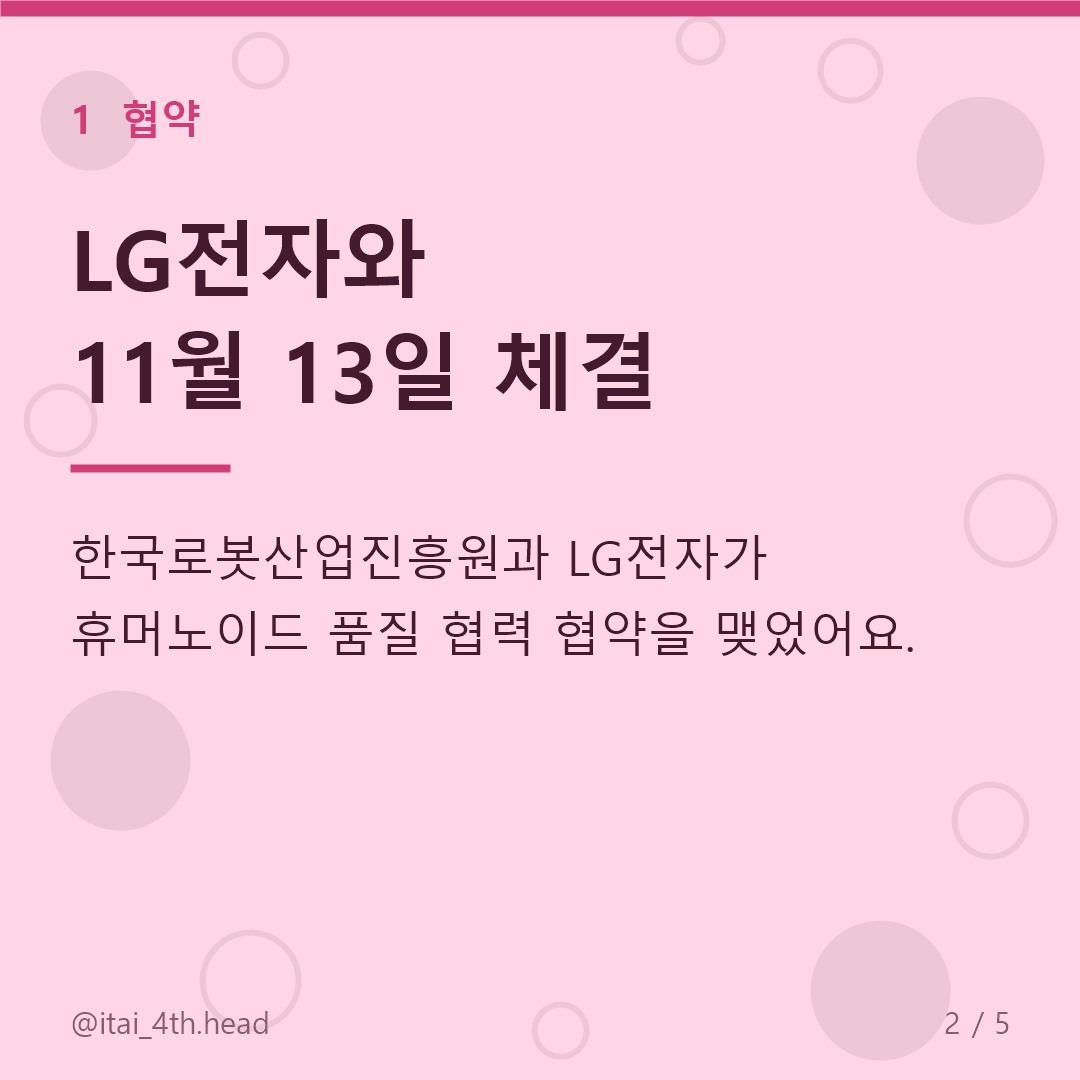 1 협약
LG전자와
11월 13일 체결
한국로봇산업진흥원과 LG전자가
휴머노이드 품질 협력 협약을 맺었어요.
@itai_4th.head
2 / 5